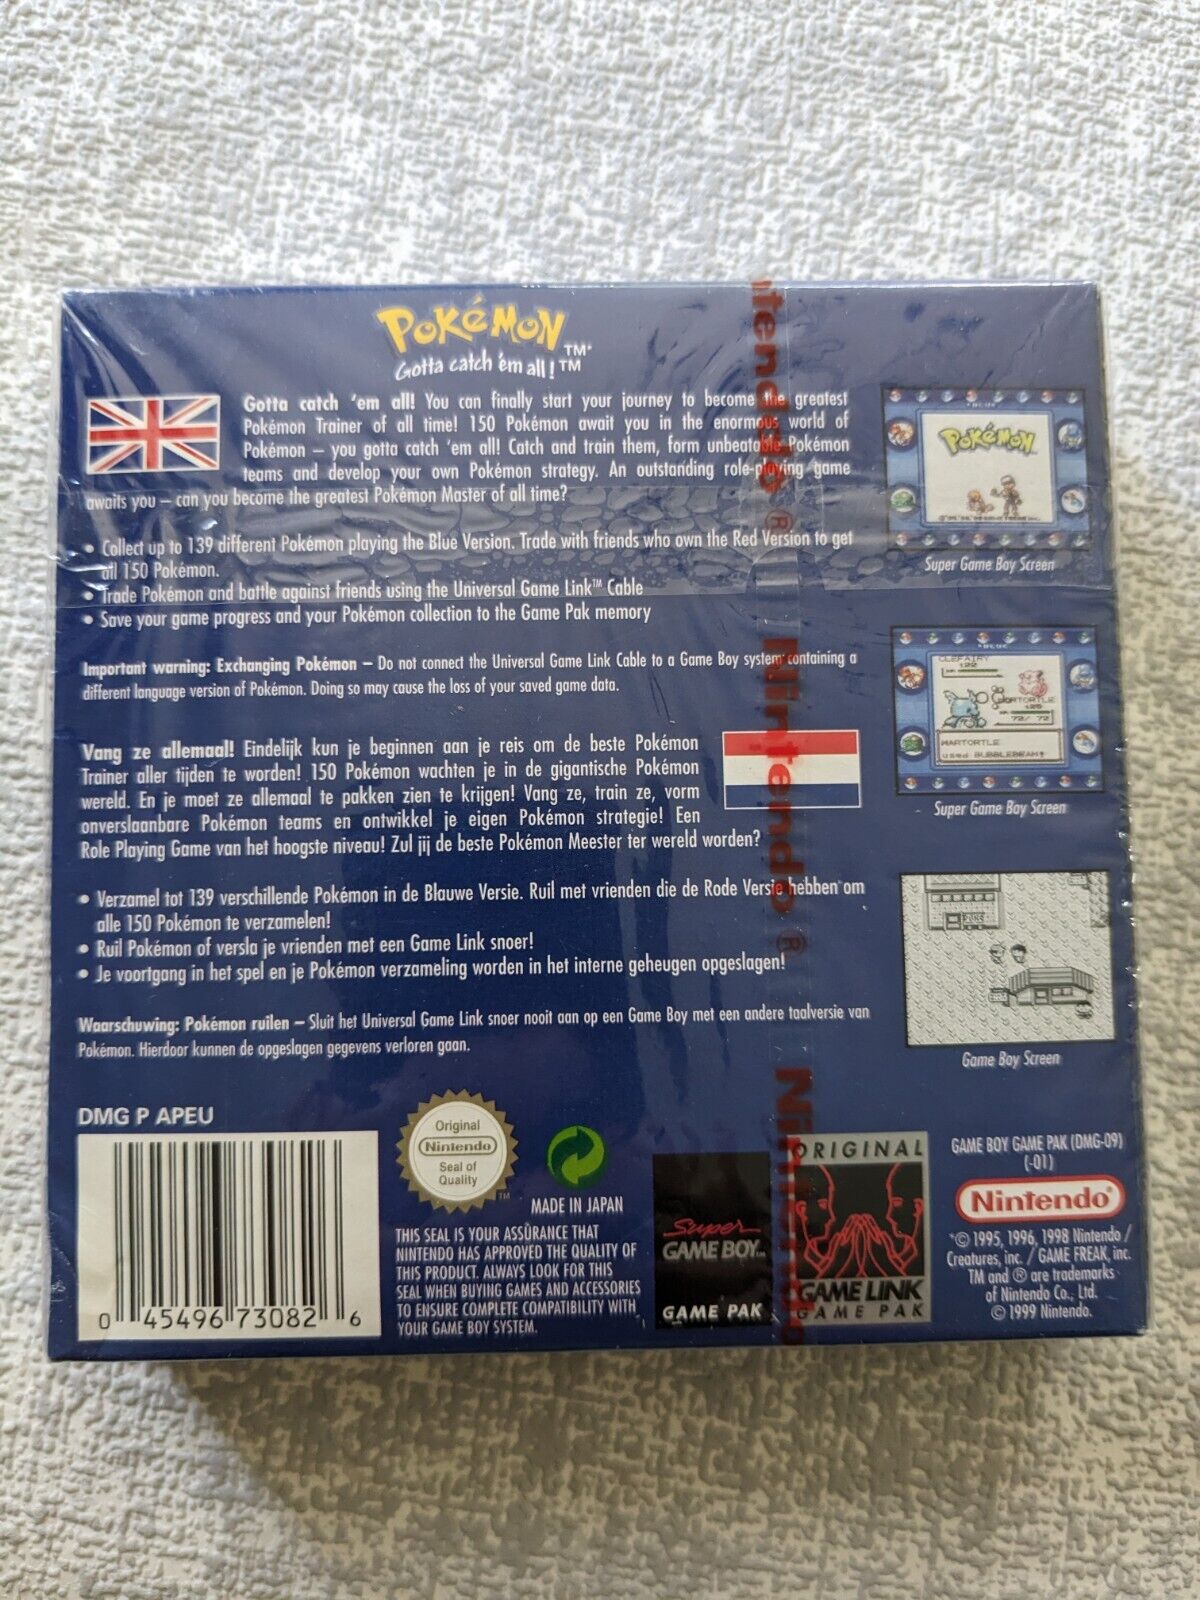 Pokémon™*
Gotta catch 'em all!™
Gotta catch 'em all! You can finally start your journey to become the greatest
Pokémon Trainer of all time! 150 Pokémon await you in the enormous world of
Pokémon – you gotta catch 'em all! Catch and train them, form unbeatable Pokémon
teams and develop your own Pokémon strategy. An outstanding role-playing game
awaits you – can you become the greatest Pokémon Master of all time?
• Collect up to 139 different Pokémon playing the Blue Version. Trade with friends who own the Red Version to get
all 150 Pokémon.
• Trade Pokémon and battle against friends using the Universal Game Link™ Cable
• Save your game progress and your Pokémon collection to the Game Pak memory
Important warning: Exchanging Pokémon – Do not connect the Universal Game Link Cable to a Game Boy system containing a
different language version of Pokémon. Doing so may cause the loss of your saved game data.
Vang ze allemaal! Eindelijk kun je beginnen aan je reis om de beste Pokémon
Trainer aller tijden te worden! 150 Pokémon wachten je in de gigantische Pokémon
wereld. En je moet ze allemaal te pakken zien te krijgen! Vang ze, train ze, vorm
onverslaanbare Pokémon teams en ontwikkel je eigen Pokémon strategie! Een
Role Playing Game van het hoogste niveau! Zul jij de beste Pokémon Meester ter wereld worden?
• Verzamel tot 139 verschillende Pokémon in de Blauwe Versie. Ruil met vrienden die de Rode Versie hebben om
alle 150 Pokémon te verzamelen!
• Ruil Pokémon of versla je vrienden met een Game Link snoer!
• Je voortgang in het spel en je Pokémon verzameling worden in het interne geheugen opgeslagen!
Waarschuwing: Pokémon ruilen – Sluit het Universal Game Link snoer nooit aan op een Game Boy met een andere taalversie van
Pokémon. Hierdoor kunnen de opgeslagen gegevens verloren gaan.
Pokémon
Super Game Boy Screen
CLEFAIRY
:22
WARTORTLE
:25
72/ 72
WARTORTLE
used BUBBLEBEAM!
Super Game Boy Screen
POKE
Game Boy Screen
ntendo ®
Nintendo ®
Nintendo
DMG P APEU
0 45496 73082 6
Original
Nintendo
Seal of
Quality
TM
MADE IN JAPAN
THIS SEAL IS YOUR ASSURANCE THAT
NINTENDO HAS APPROVED THE QUALITY OF
THIS PRODUCT. ALWAYS LOOK FOR THIS
SEAL WHEN BUYING GAMES AND ACCESSORIES
TO ENSURE COMPLETE COMPATIBILITY WITH
YOUR GAME BOY SYSTEM.
Super
GAME BOY™
GAME PAK
ORIGINAL
GAME LINK
GAME PAK
GAME BOY GAME PAK (DMG-09)
(-01)
Nintendo®
*© 1995, 1996, 1998 Nintendo /
Creatures, inc. / GAME FREAK, inc.
TM and ® are trademarks
of Nintendo Co., Ltd.
© 1999 Nintendo.